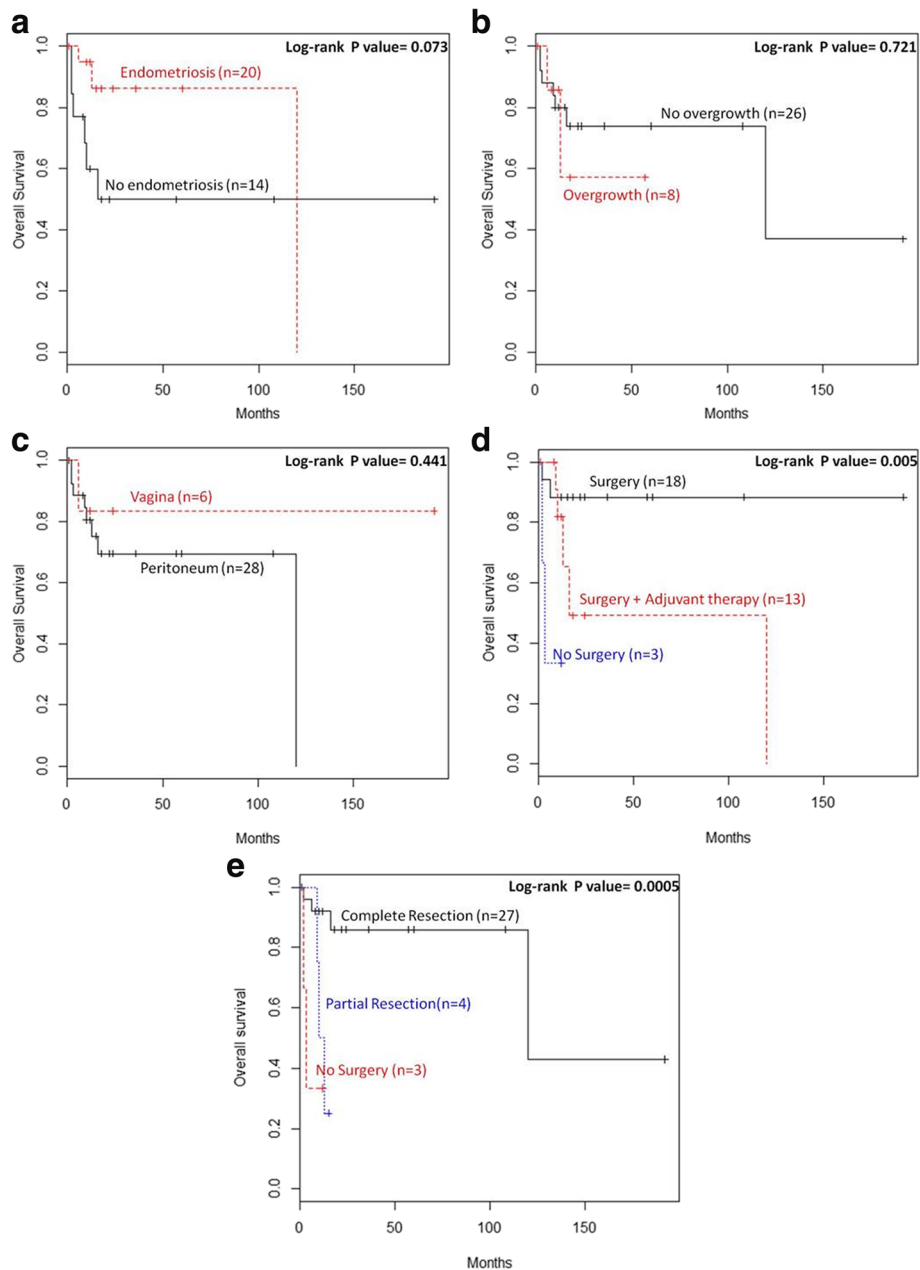 a
Log-rank P value= 0.073
1.0
Endometriosis (n=20)
0.8
0.6
No endometriosis (n=14)
Overall Survival
0.4
0.2
0.0
0 50 100 150
Months
b
Log-rank P value= 0.721
1.0
0.8
No overgrowth (n=26)
0.6
Overgrowth (n=8)
Overall Survival
0.4
0.2
0.0
0 50 100 150
Months
c
Log-rank P value= 0.441
1.0
Vagina (n=6)
0.8
Peritoneum (n=28)
0.6
Overall Survival
0.4
0.2
0.0
0 50 100 150
Months
d
Log-rank P value= 0.005
1.0
Surgery (n=18)
0.8
0.6
Surgery + Adjuvant therapy (n=13)
Overall survival
No Surgery (n=3)
0.4
0.2
0.0
0 50 100 150
Months
e
Log-rank P value= 0.0005
1.0
Complete Resection (n=27)
0.8
0.6
Partial Resection(n=4)
Overall survival
0.4
No Surgery (n=3)
0.2
0.0
0 50 100 150
Months